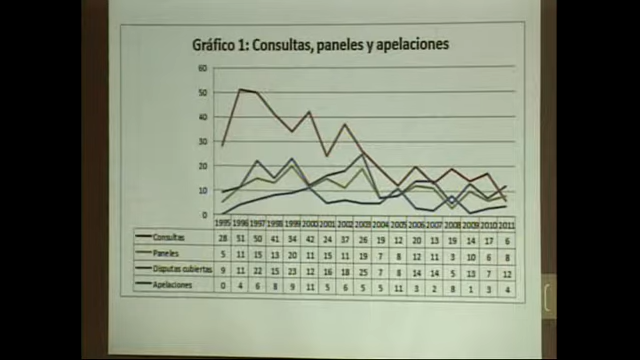 Gráfico 1: Consultas, paneles y apelaciones
60
50
40
30
20
10
0
1995 1996 1997 1998 1999 2000 2001 2002 2003 2004 2005 2006 2007 2008 2009 2010 2011
Consultas 28 51 50 41 34 42 24 37 26 19 12 20 13 19 14 17 6
Paneles 5 11 15 13 20 11 15 11 19 7 8 12 11 3 10 6 8
Disputas cubiertas 9 11 22 15 23 12 16 18 25 7 8 14 14 5 13 7 12
Apelaciones 0 4 6 8 9 11 5 6 5 5 11 3 2 8 1 3 4